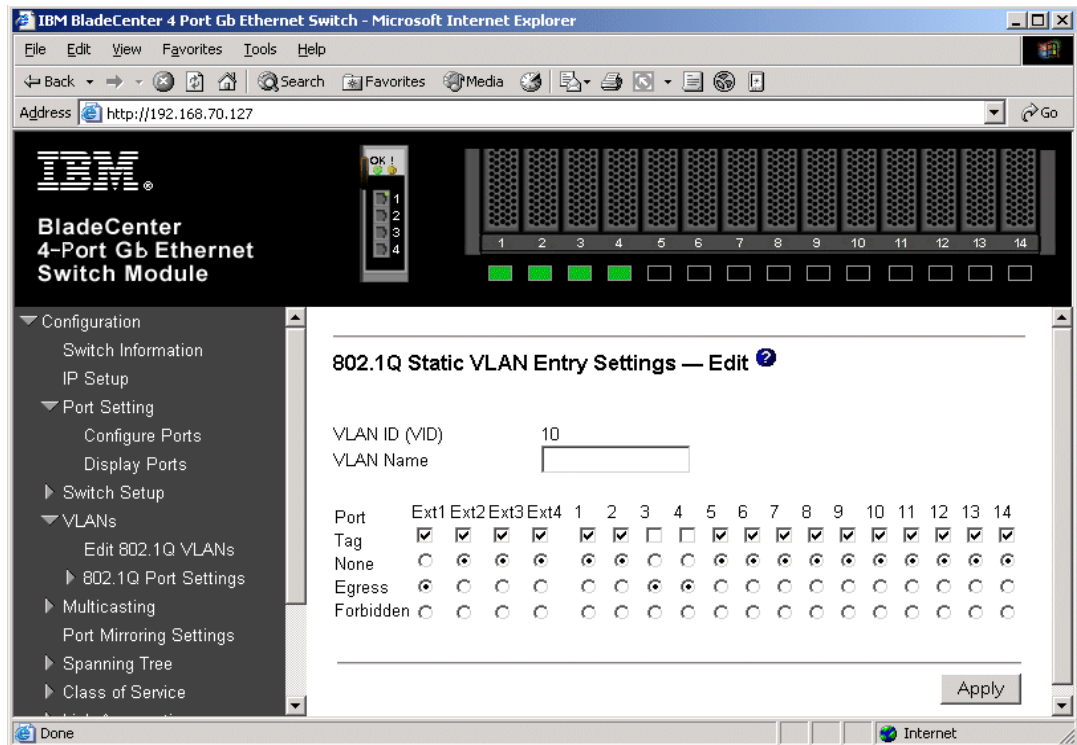 IBM BladeCenter 4 Port Gb Ethernet Switch - Microsoft Internet Explorer
File Edit View Favorites Tools Help
Back Search Favorites Media
Address http://192.168.70.127 Go
IBM®
BladeCenter
4-Port Gb Ethernet
Switch Module
OK !
1
2
3
4
1 2 3 4 5 6 7 8 9 10 11 12 13 14
Configuration
Switch Information
IP Setup
Port Setting
Configure Ports
Display Ports
Switch Setup
VLANs
Edit 802.1Q VLANs
802.1Q Port Settings
Multicasting
Port Mirroring Settings
Spanning Tree
Class of Service
802.1Q Static VLAN Entry Settings — Edit ?
VLAN ID (VID) 10
VLAN Name
Port Ext1 Ext2 Ext3 Ext4 1 2 3 4 5 6 7 8 9 10 11 12 13 14
Tag
None
Egress
Forbidden
Apply
Done Internet